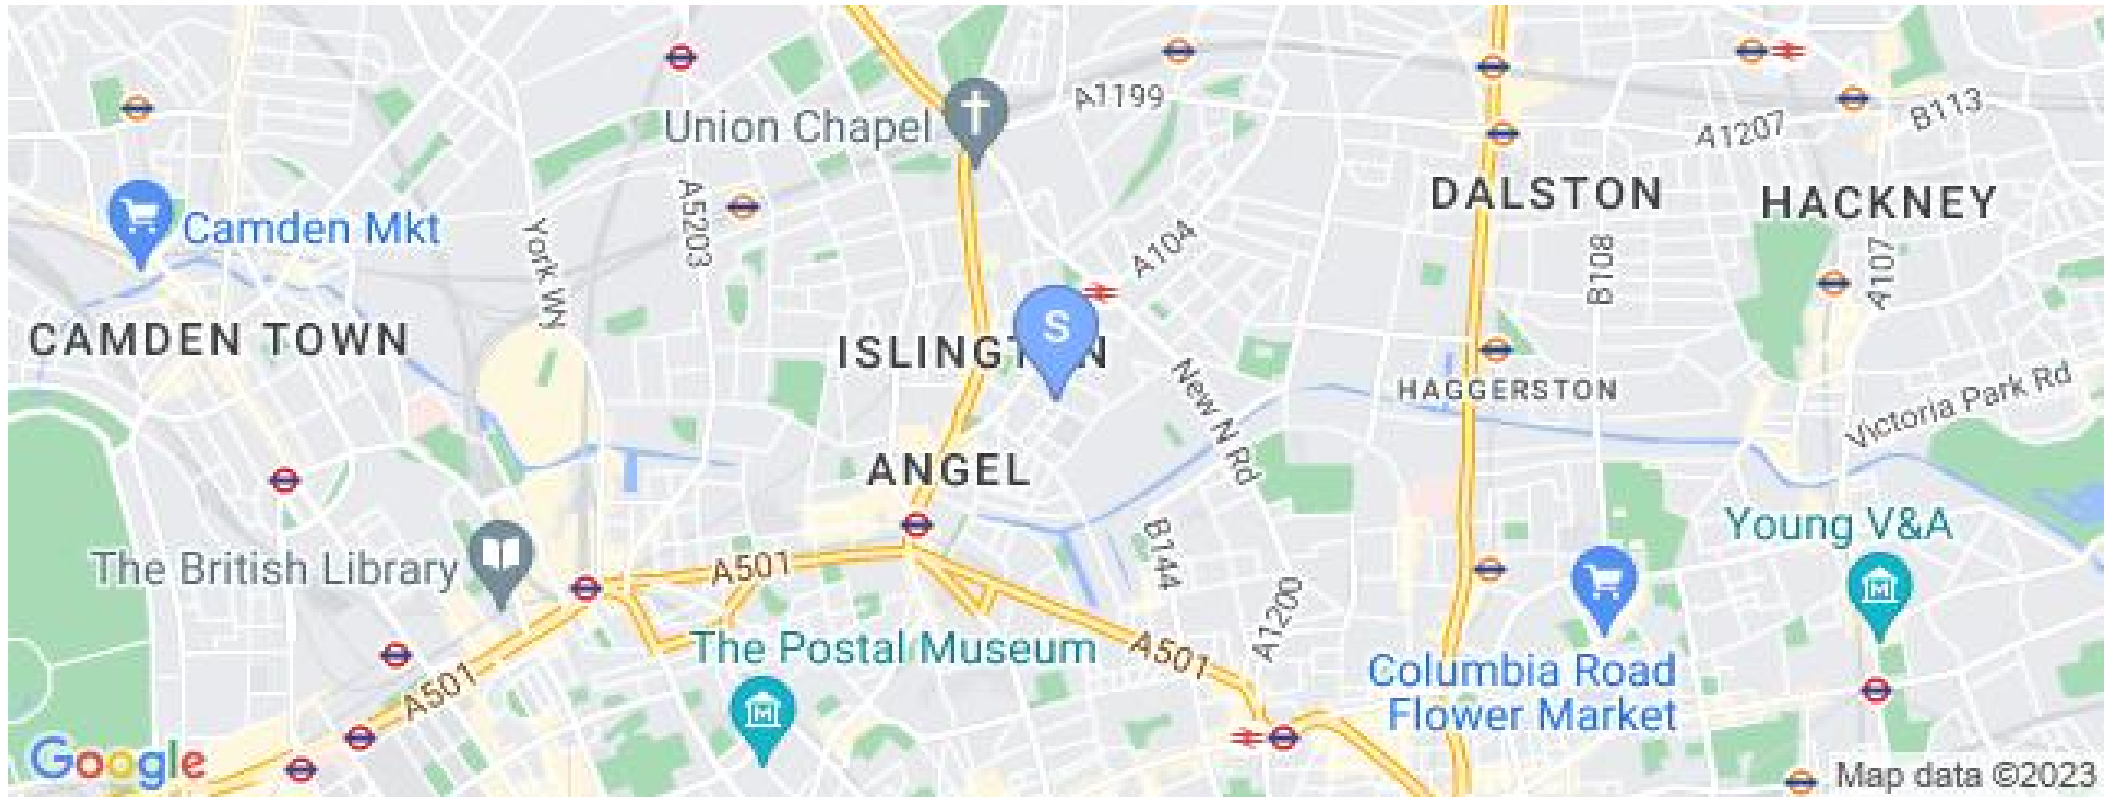 A1199
B113
Union Chapel
A1207
DALSTON
HACKNEY
A5203
Camden Mkt
York Wy
A104
B108
A107
CAMDEN TOWN
S
ISLINGT N
New N Rd
HAGGERSTON
Victoria Park Rd
ANGEL
Young V&A
The British Library
A501
B144
M
A1200
The Postal Museum
A501
A501
Columbia Road
Flower Market
M
Google
Map data ©2023